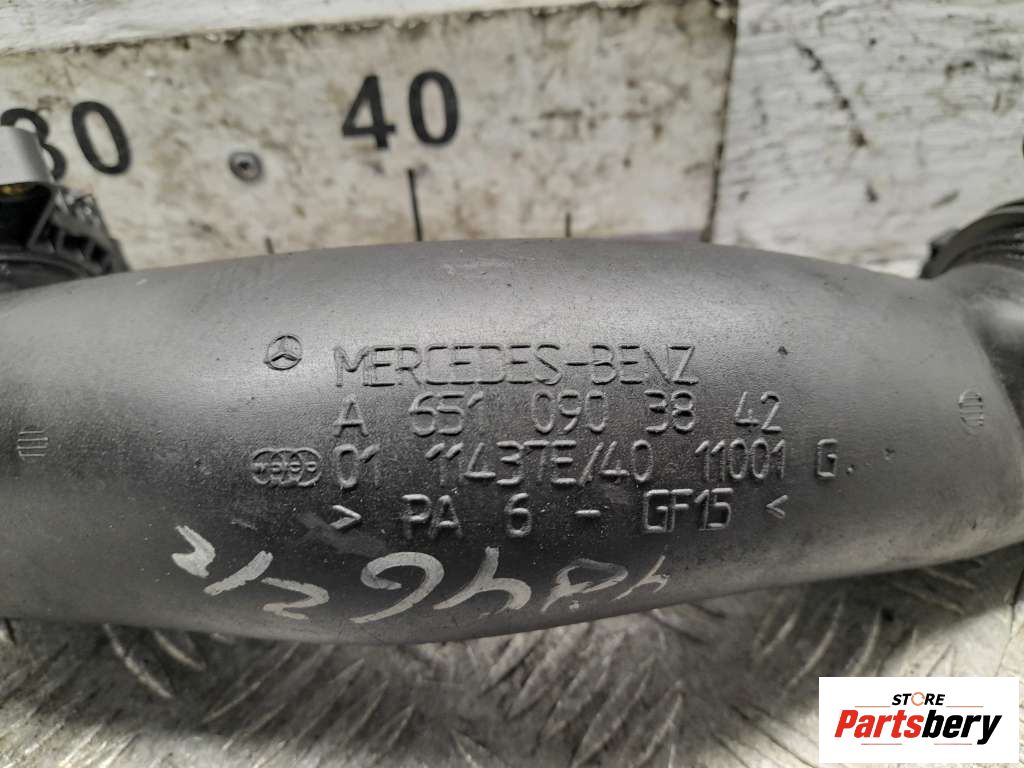 30 40
MERCEDES-BENZ
A 651 090 38 42
01 11437E/40 11001 G.
> PA 6 - GF15 <
STORE
Partsbery